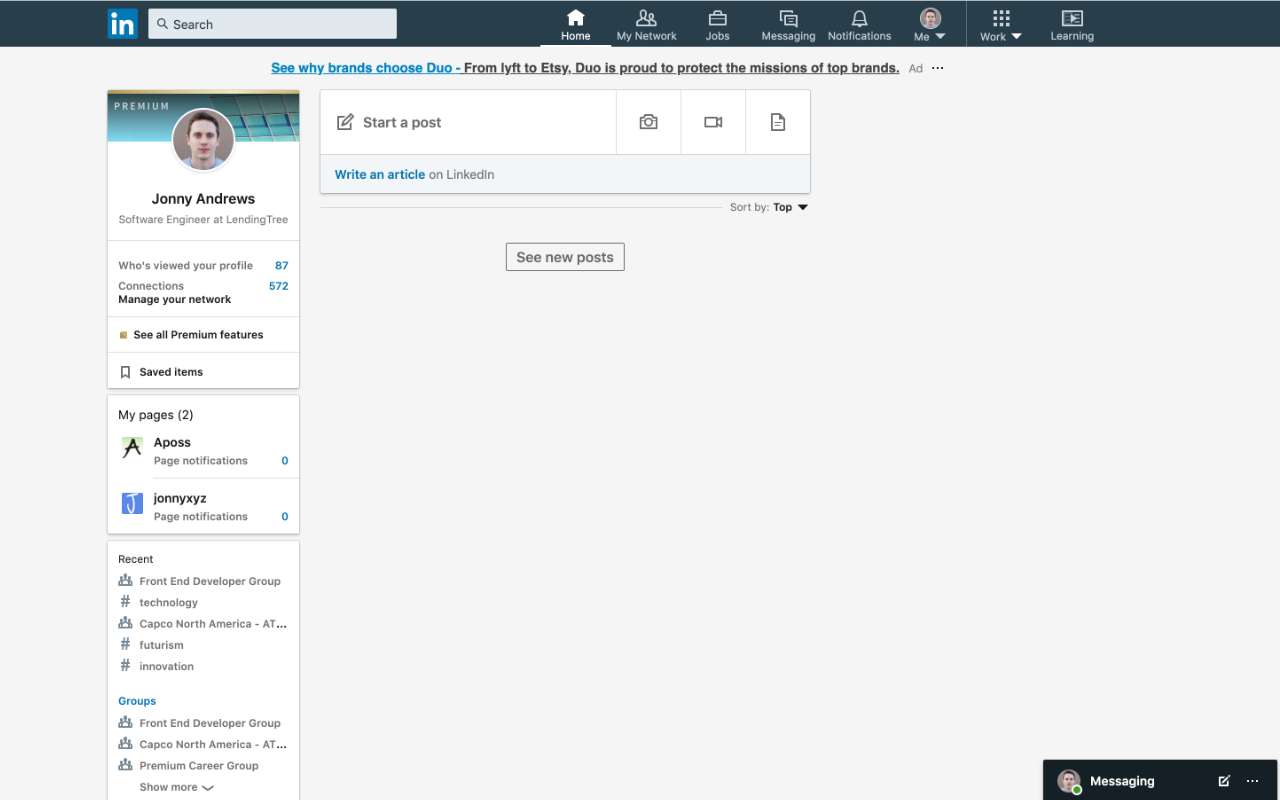 in
Search
Home
My Network
Jobs
Messaging
Notifications
Me
Work
Learning
See why brands choose Duo - From lyft to Etsy, Duo is proud to protect the missions of top brands. Ad
PREMIUM
Jonny Andrews
Software Engineer at LendingTree
Who's viewed your profile 87
Connections 572
Manage your network
See all Premium features
Saved items
My pages (2)
Aposs
Page notifications 0
jonnyxyz
Page notifications 0
Recent
Front End Developer Group
# technology
Capco North America - AT...
# futurism
# innovation
Groups
Front End Developer Group
Capco North America - AT...
Premium Career Group
Show more
Start a post
Write an article on LinkedIn
Sort by: Top
See new posts
Messaging